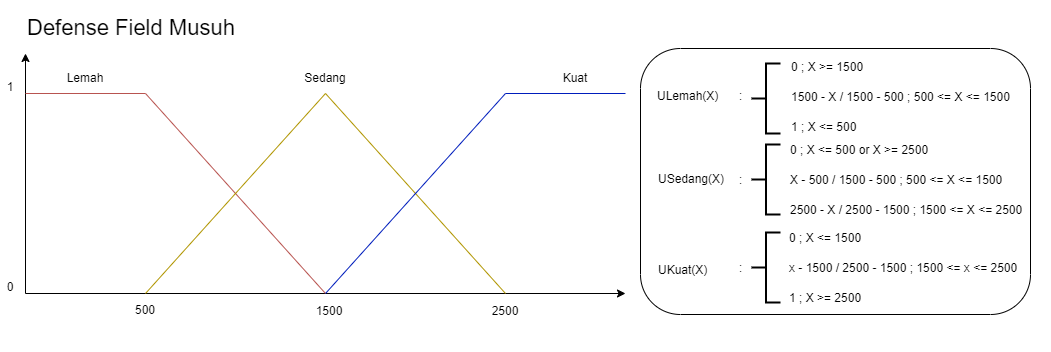 Defense Field Musuh
Lemah
Sedang
Kuat
1
0
500
1500
2500
ULemah(X) :
0 ; X >= 1500
1500 - X / 1500 - 500 ; 500 <= X <= 1500
1 ; X <= 500
USedang(X) :
0 ; X <= 500 or X >= 2500
X - 500 / 1500 - 500 ; 500 <= X <= 1500
2500 - X / 2500 - 1500 ; 1500 <= X <= 2500
UKuat(X) :
0 ; X <= 1500
x - 1500 / 2500 - 1500 ; 1500 <= x <= 2500
1 ; X >= 2500